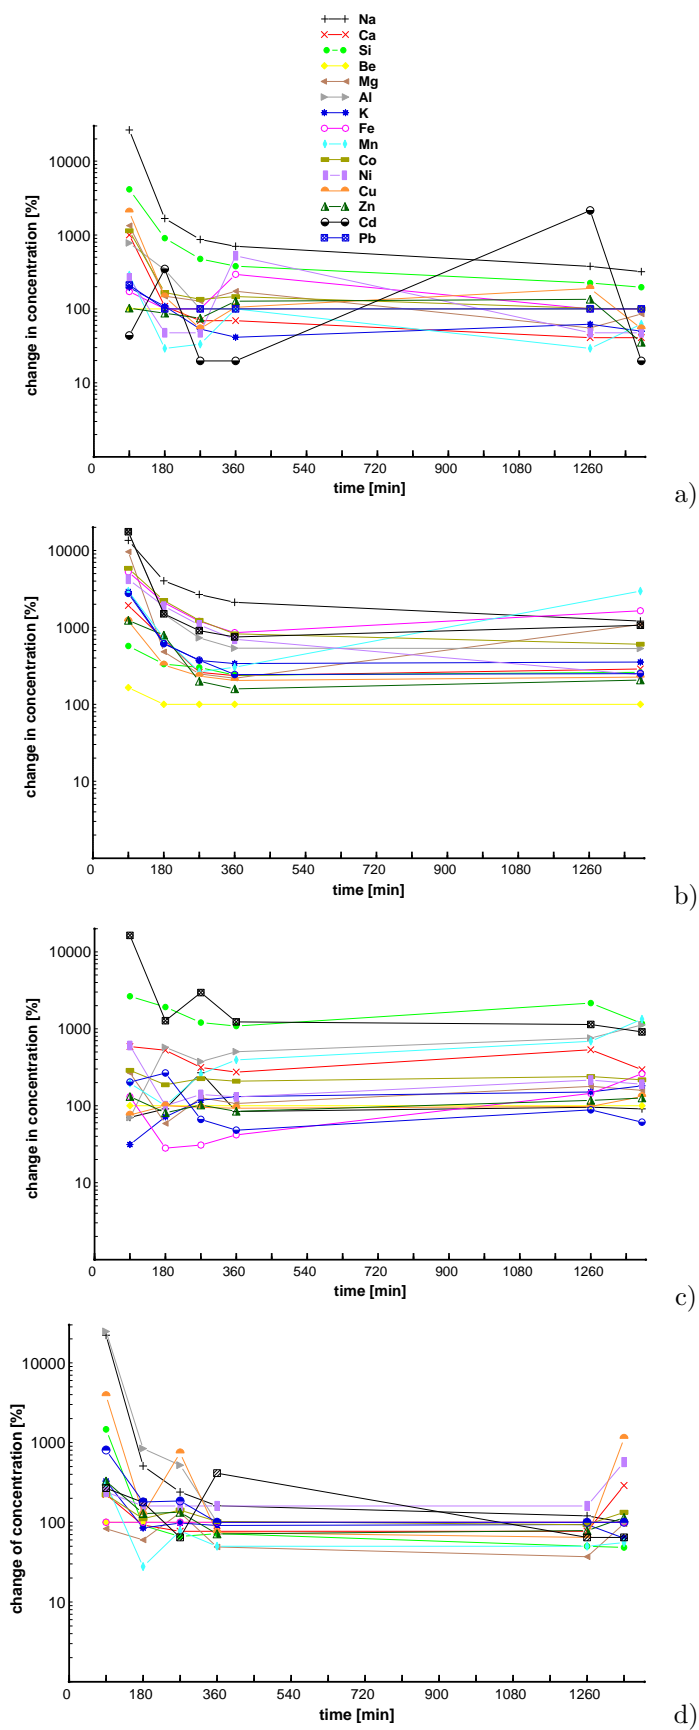 Na
Ca
Si
Be
Mg
Al
K
Fe
Mn
Co
Ni
Cu
Zn
Cd
Pb
change in concentration [%]
10000
1000
100
10
0 180 360 540 720 900 1080 1260
time [min]
a)
change in concentration [%]
10000
1000
100
10
0 180 360 540 720 900 1080 1260
time [min]
b)
change in concentration [%]
10000
1000
100
10
0 180 360 540 720 900 1080 1260
time [min]
c)
change of concentration [%]
10000
1000
100
10
0 180 360 540 720 900 1080 1260
time [min]
d)